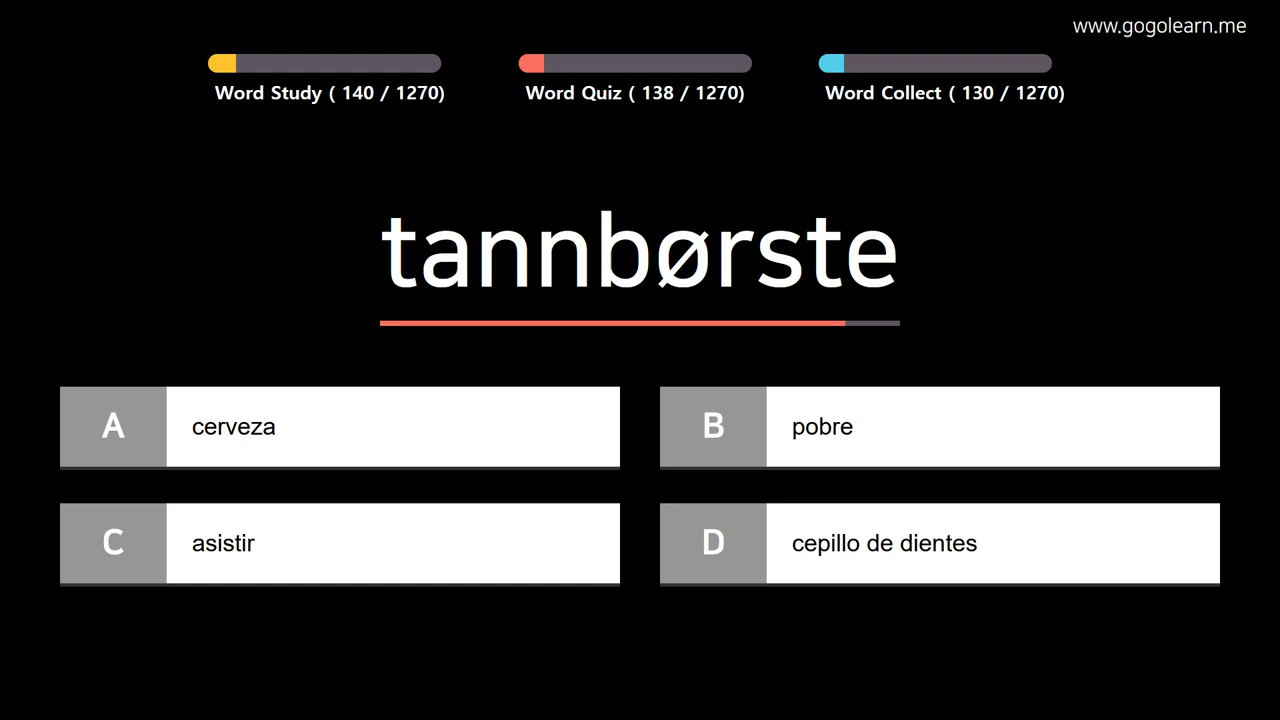 www.gogolearn.me
Word Study ( 140 / 1270)
Word Quiz ( 138 / 1270)
Word Collect ( 130 / 1270)
tannbørste
A cerveza
B pobre
C asistir
D cepillo de dientes